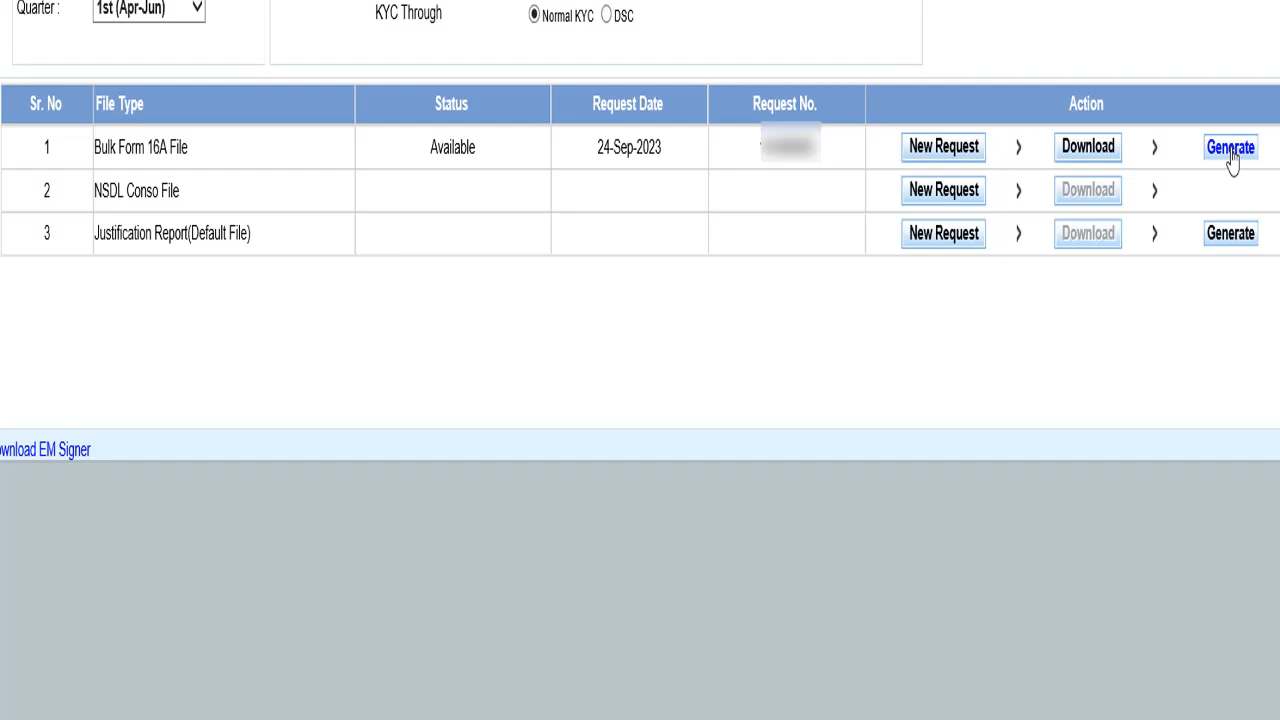 Quarter : 1st (Apr-Jun) KYC Through Normal KYC DSC
Sr. No File Type Status Request Date Request No. Action
1 Bulk Form 16A File Available 24-Sep-2023 New Request > Download > Generate
2 NSDL Conso File New Request > Download >
3 Justification Report(Default File) New Request > Download > Generate
EM Signer